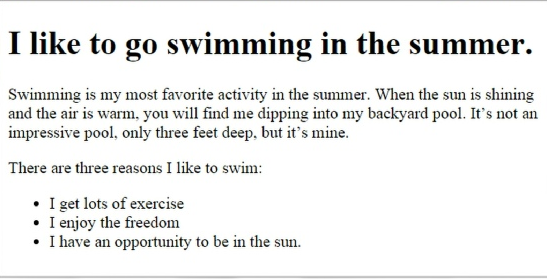 I like to go swimming in the summer.
Swimming is my most favorite activity in the summer. When the sun is shining
and the air is warm, you will find me dipping into my backyard pool. It’s not an
impressive pool, only three feet deep, but it’s mine.
There are three reasons I like to swim:
• I get lots of exercise
• I enjoy the freedom
• I have an opportunity to be in the sun.